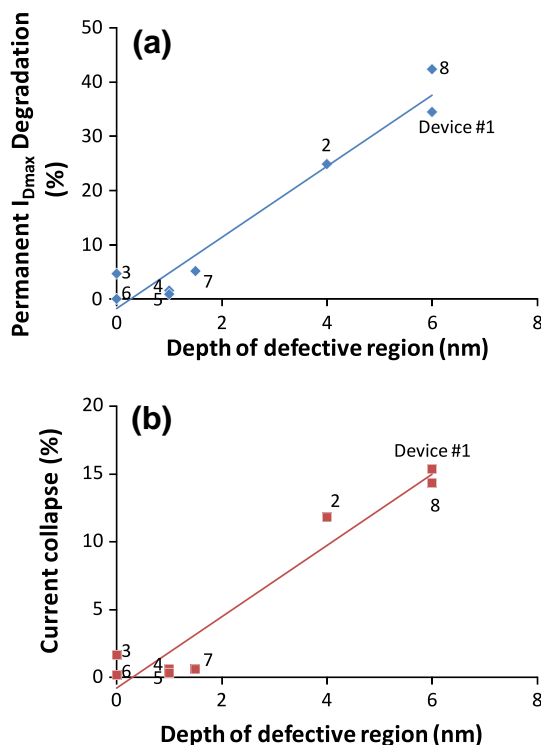 (a)
Permanent IDmax Degradation
(%)
50
40
30
20
10
0
8
Device #1
2
3
4
7
6
5
0 2 4 6 8
Depth of defective region (nm)
(b)
Current collapse (%)
20
15
10
5
0
Device #1
2
8
3
4
7
6
5
0 2 4 6 8
Depth of defective region (nm)